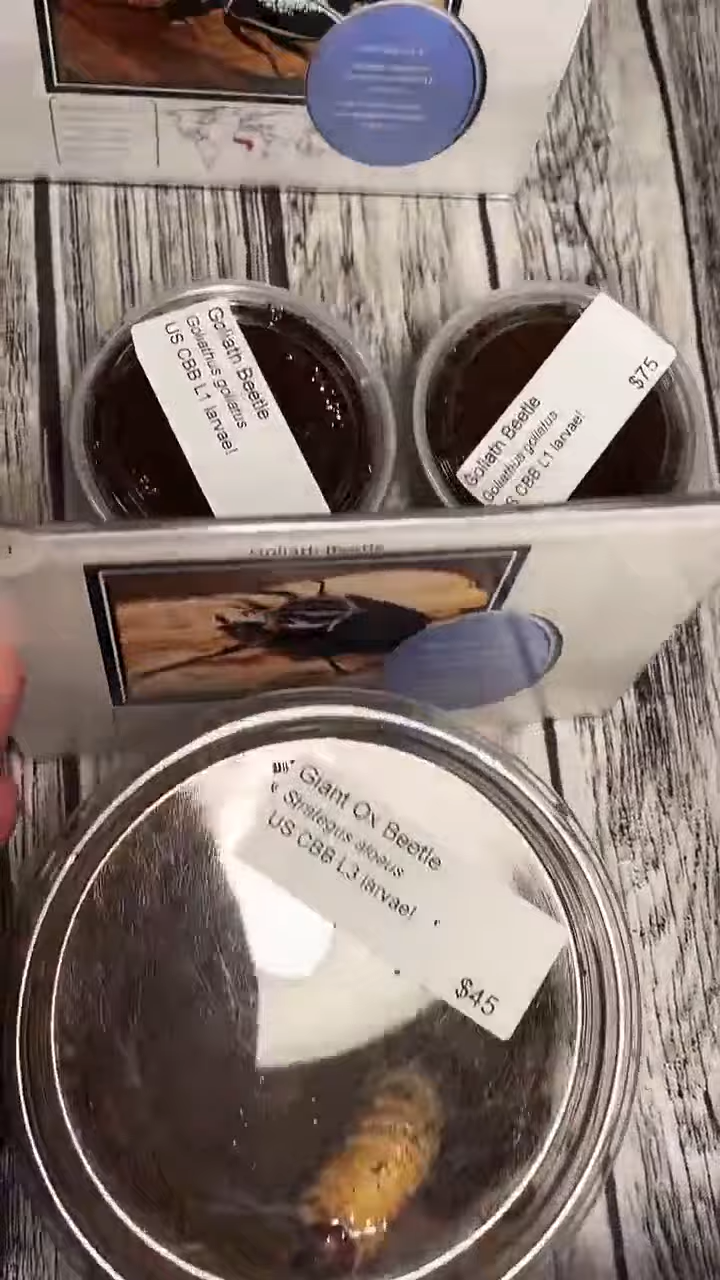 Goliath Beetle
Goliathus goliatus
US CBB L1 larvae!
$75
Goliath Beetle
Goliathus goliatus
S CBB L1 larvae!
Goliath Beetle
Giant Ox Beetle
Strategus aloeus
US CBB L3 larvae!
$45